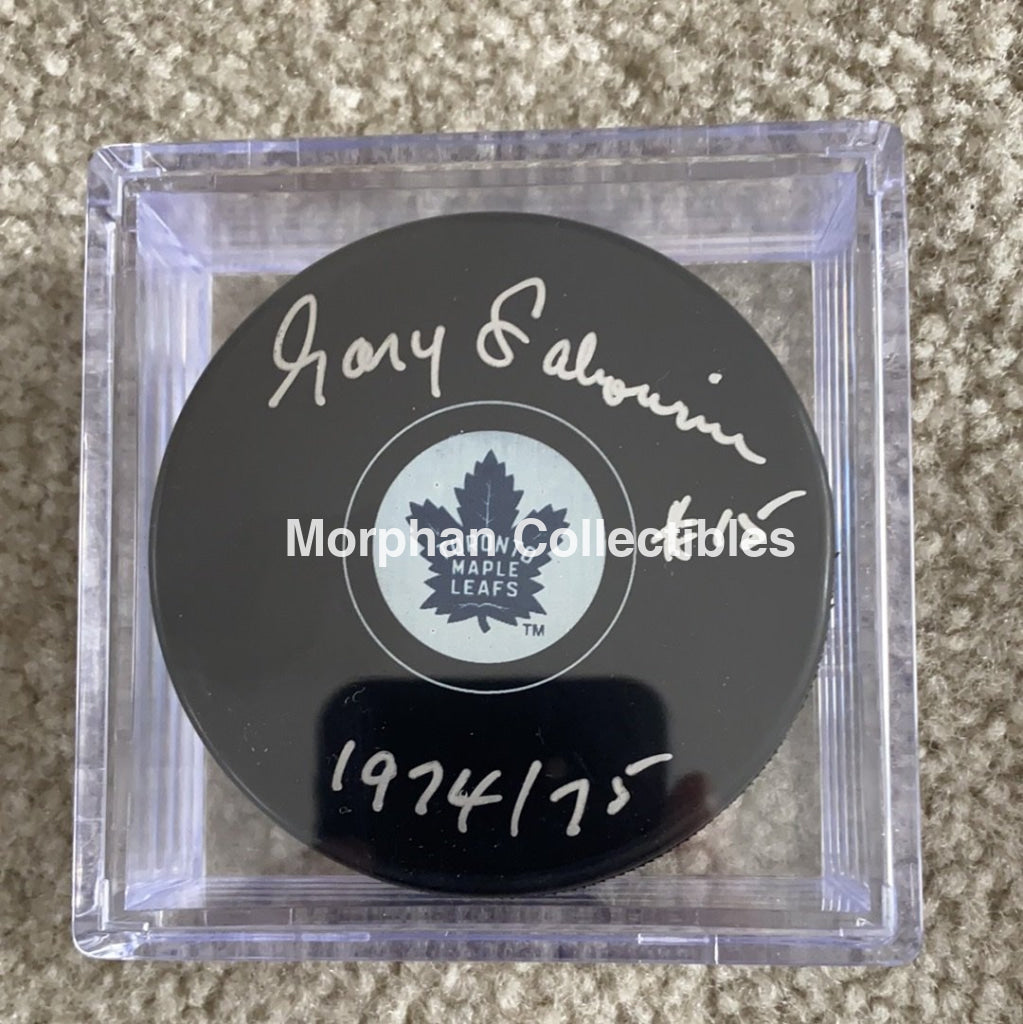 Gary Sabourin
#15
Morphan Collectibles
TORONTO
MAPLE
LEAFS
TM
1974/75